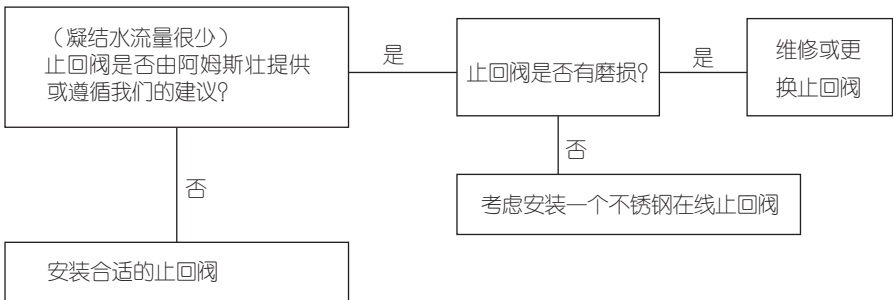 （凝结水流量很少）
止回阀是否由阿姆斯壮提供
或遵循我们的建议？
是
止回阀是否有磨损？
是
维修或更
换止回阀
否
否
考虑安装一个不锈钢在线止回阀
安装合适的止回阀